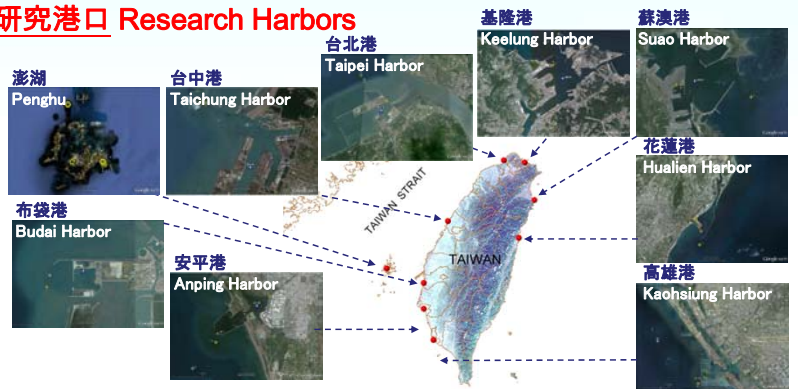 研究港口 Research Harbors
基隆港
Keelung Harbor
蘇澳港
Suao Harbor
台北港
Taipei Harbor
澎湖
Penghu
台中港
Taichung Harbor
花蓮港
Hualien Harbor
布袋港
Budai Harbor
TAIWAN STRAIT
TAIWAN
安平港
Anping Harbor
高雄港
Kaohsiung Harbor